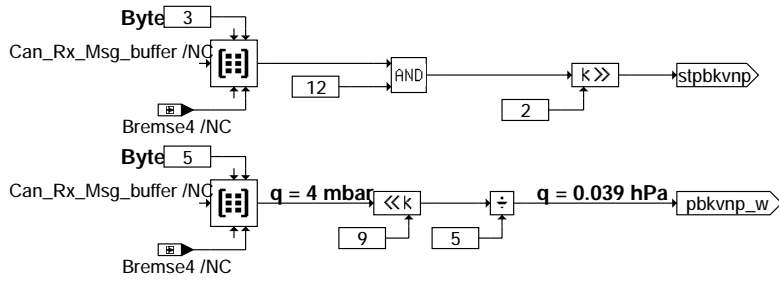 Byte 3
Can_Rx_Msg_buffer /NC
AND
k>>
stpbkvnp
12
2
Bremse4 /NC
Byte 5
Can_Rx_Msg_buffer /NC
q = 4 mbar
<<k
÷
q = 0.039 hPa
pbkvnp_w
9
5
Bremse4 /NC